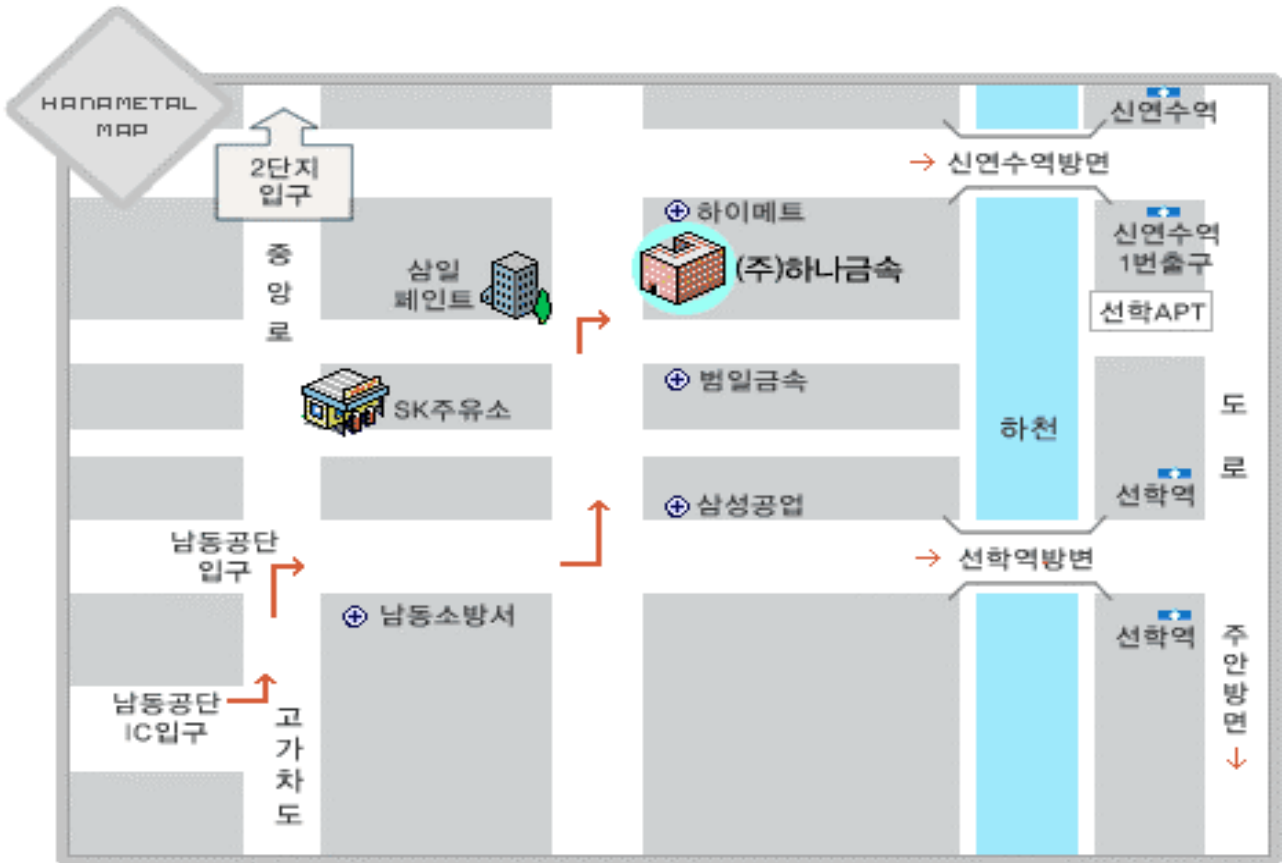 HANAMETAL
MAP
신연수역
2단지
입구
신연수역방면
하이메트
신연수역
1번출구
중앙로
삼일
페인트
(주)하나금속
선학APT
SK주유소
범일금속
하천
도로
삼성공업
선학역
남동공단
입구
선학역방변
남동소방서
선학역
주안방면
남동공단
IC입구
고가차도